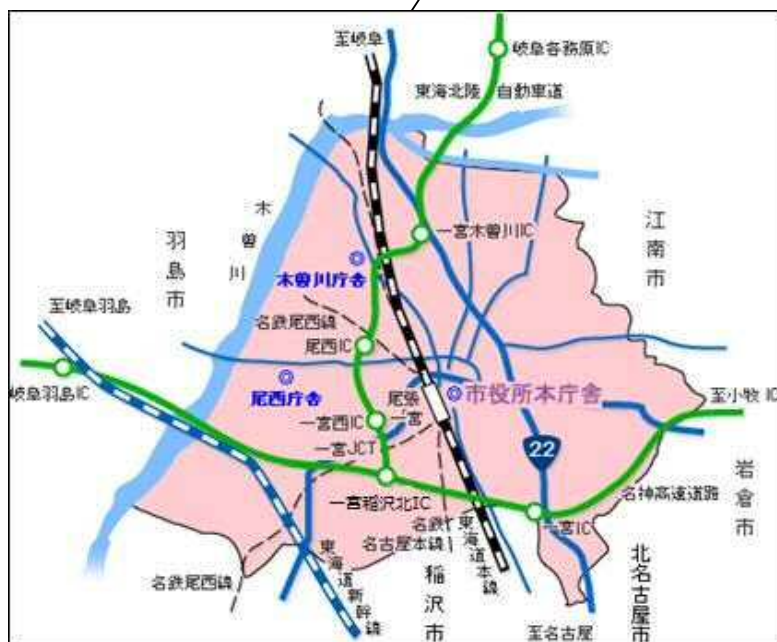 至岐阜
岐阜各務原IC
東海北陸 自動車道
木曽川
羽島市
江南市
一宮木曽川IC
木曽川庁舎
至岐阜羽島
名鉄尾西線
尾西IC
岐阜羽島IC
尾西庁舎
尾張一宮
市役所本庁舎
至小牧IC
一宮西IC
一宮JCT
22
岩倉市
一宮稲沢北IC
名神高速道路
一宮IC
名鉄名古屋本線
東海道本線
東海道新幹線
名鉄尾西線
稲沢市
北名古屋市
至名古屋